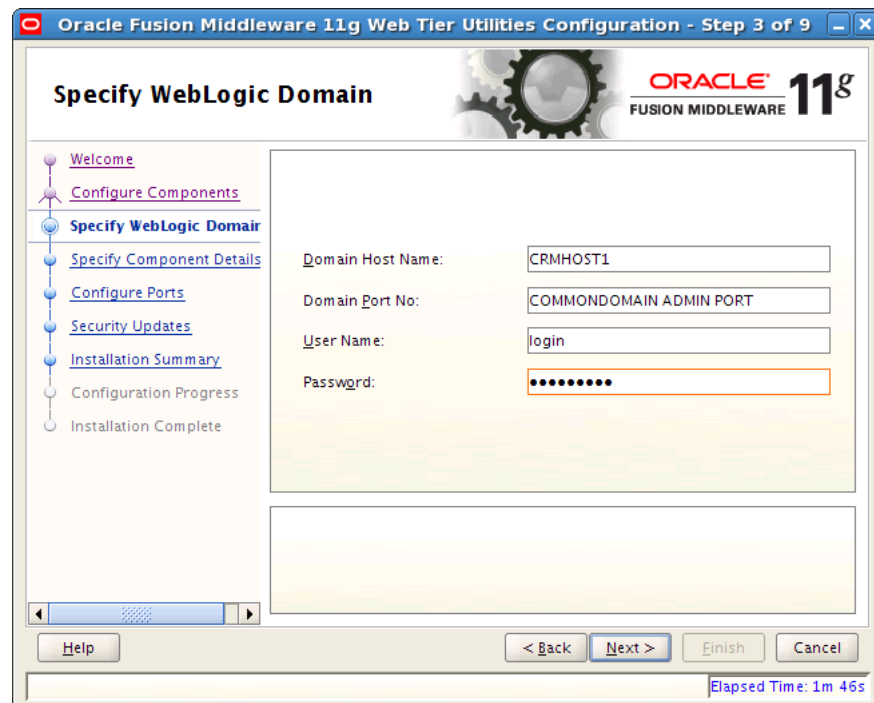 Oracle Fusion Middleware 11g Web Tier Utilities Configuration - Step 3 of 9
Specify WebLogic Domain
ORACLE
FUSION MIDDLEWARE
11g
Welcome
Configure Components
Specify WebLogic Domain
Specify Component Details
Configure Ports
Security Updates
Installation Summary
Configuration Progress
Installation Complete
Domain Host Name: CRMHOST1
Domain Port No: COMMONDOMAIN ADMIN PORT
User Name: login
Password: •••••••••
Help
< Back
Next >
Finish
Cancel
Elapsed Time: 1m 46s